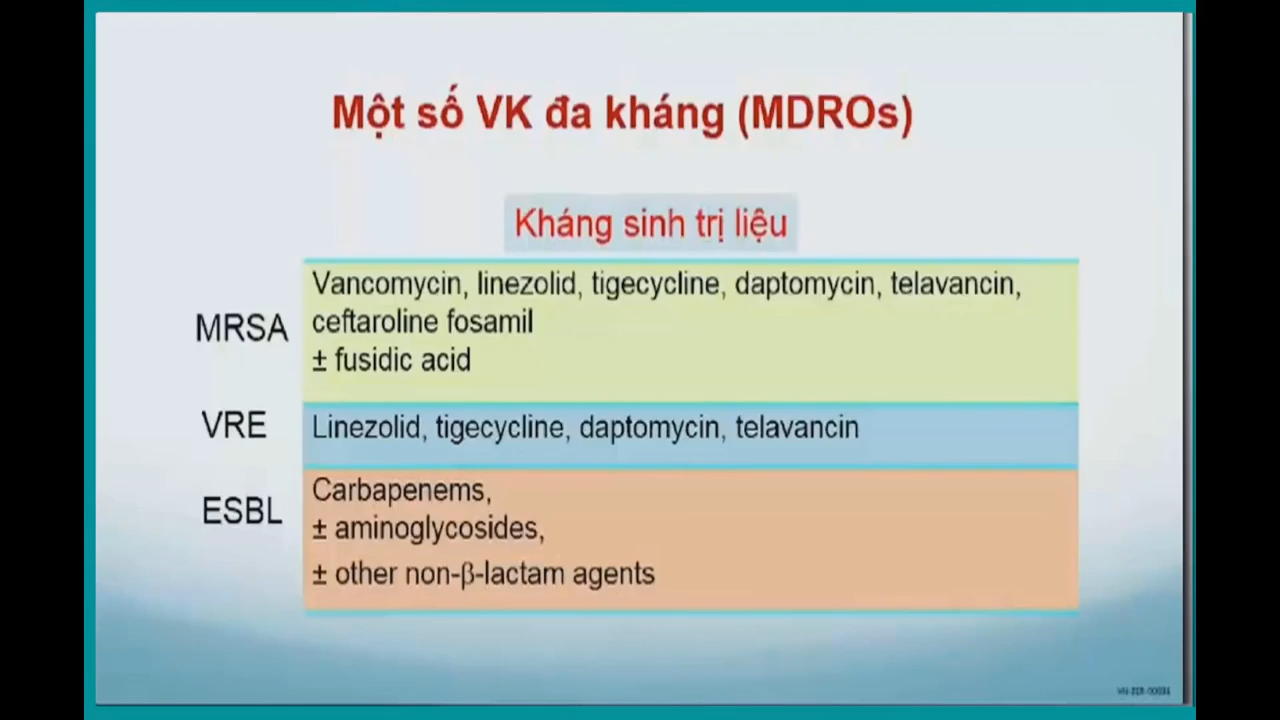 Một số VK đa kháng (MDROs)
Kháng sinh trị liệu
MRSA
Vancomycin, linezolid, tigecycline, daptomycin, telavancin,
ceftaroline fosamil
± fusidic acid
VRE
Linezolid, tigecycline, daptomycin, telavancin
ESBL
Carbapenems,
± aminoglycosides,
± other non-β-lactam agents